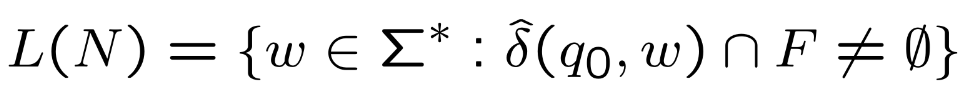 L(N) = {w ∈ Σ* : δ̂(q₀, w) ∩ F ≠ ∅}